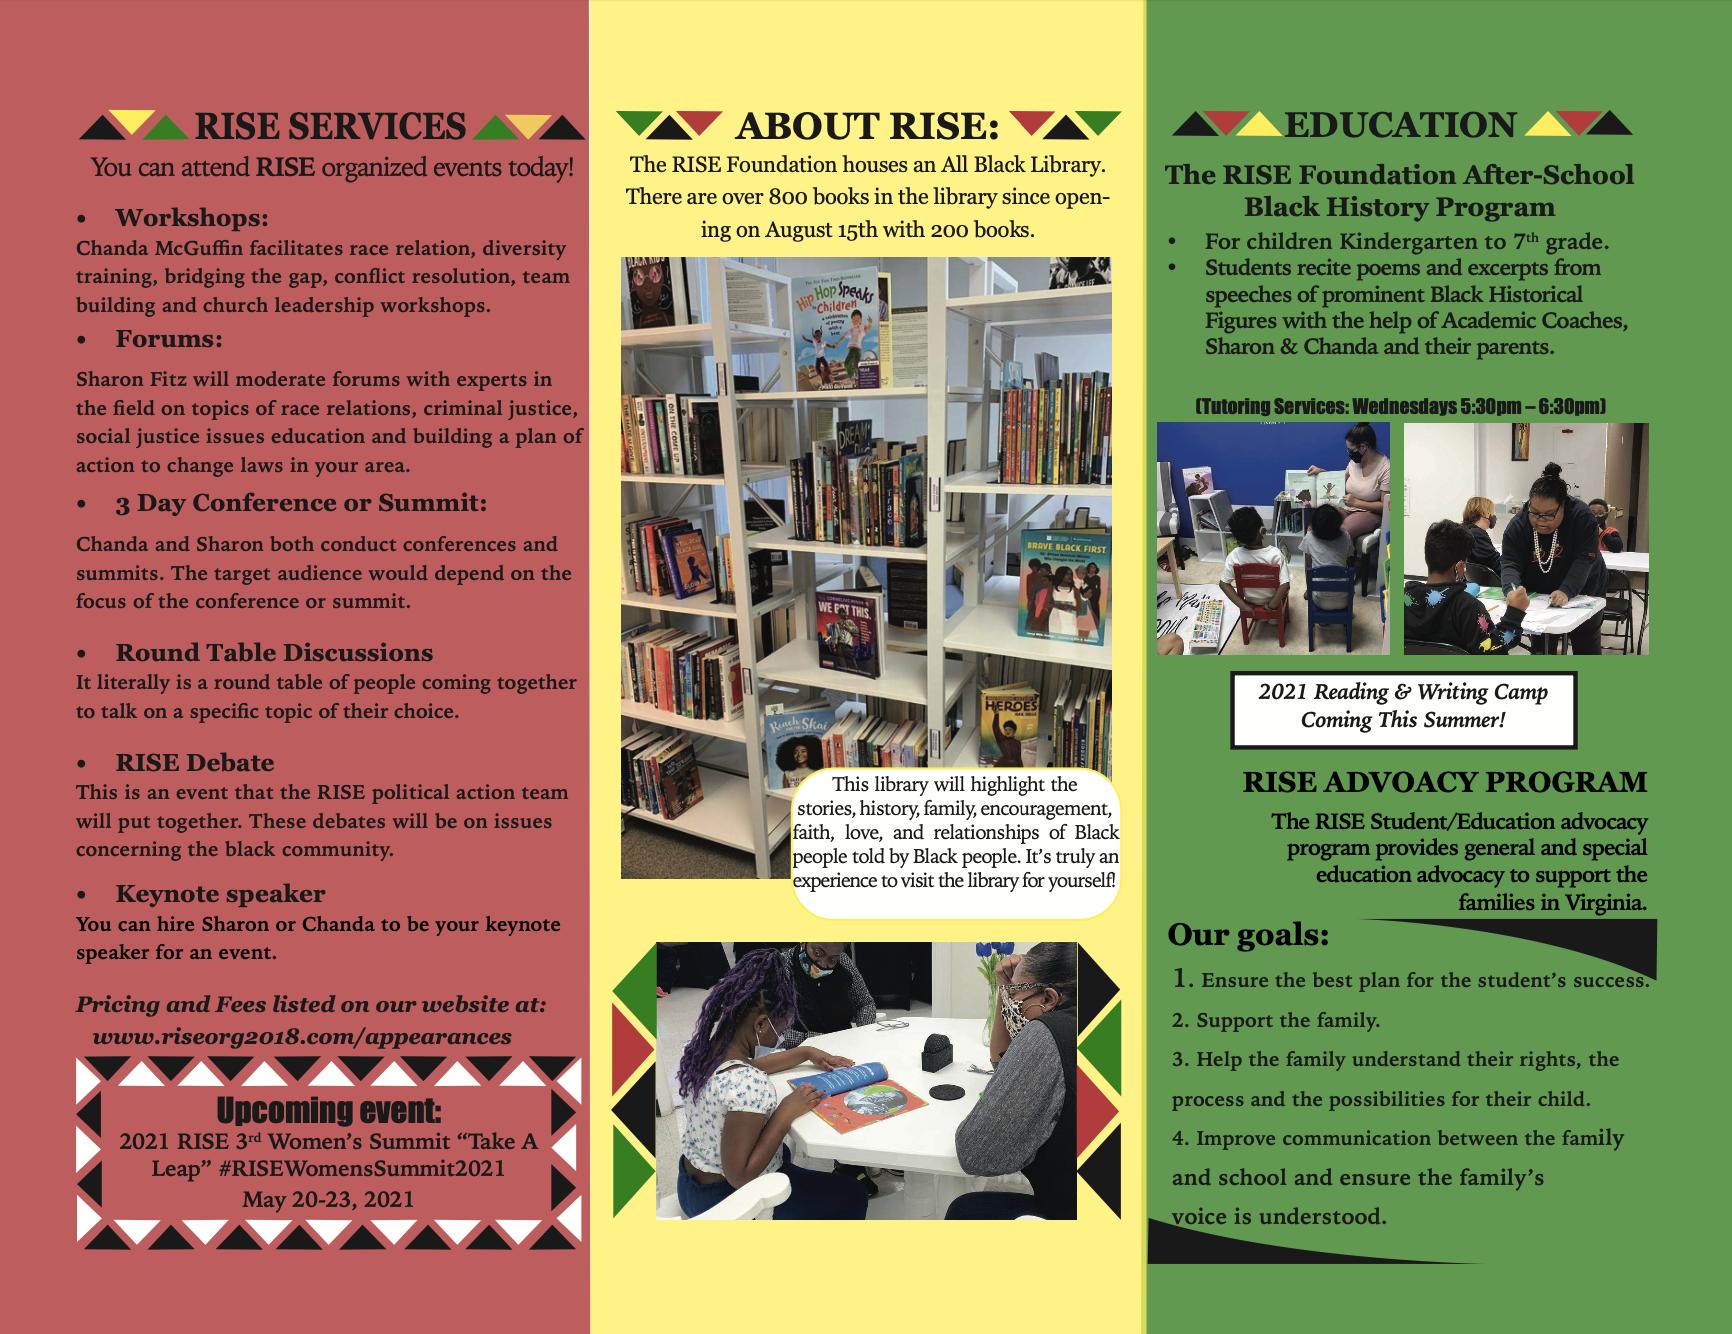 RISE SERVICES
You can attend RISE organized events today!
• Workshops:
Chanda McGuffin facilitates race relation, diversity
training, bridging the gap, conflict resolution, team
building and church leadership workshops.
• Forums:
Sharon Fitz will moderate forums with experts in
the field on topics of race relations, criminal justice,
social justice issues education and building a plan of
action to change laws in your area.
• 3 Day Conference or Summit:
Chanda and Sharon both conduct conferences and
summits. The target audience would depend on the
focus of the conference or summit.
• Round Table Discussions
It literally is a round table of people coming together
to talk on a specific topic of their choice.
• RISE Debate
This is an event that the RISE political action team
will put together. These debates will be on issues
concerning the black community.
• Keynote speaker
You can hire Sharon or Chanda to be your keynote
speaker for an event.
Pricing and Fees listed on our website at:
www.riseorg2018.com/appearances
Upcoming event:
2021 RISE 3rd Women's Summit “Take A
Leap” #RISEWomensSummit2021
May 20-23, 2021
ABOUT RISE:
The RISE Foundation houses an All Black Library.
There are over 800 books in the library since open-
ing on August 15th with 200 books.
Hip Hop Speaks
to Children
DREAM
BRAVE BLACK FIRST
WE GOT THIS.
HEROES
This library will highlight the
stories, history, family, encouragement,
faith, love, and relationships of Black
people told by Black people. It's truly an
experience to visit the library for yourself!
EDUCATION
The RISE Foundation After-School
Black History Program
• For children Kindergarten to 7th grade.
• Students recite poems and excerpts from
speeches of prominent Black Historical
Figures with the help of Academic Coaches,
Sharon & Chanda and their parents.
(Tutoring Services: Wednesdays 5:30pm – 6:30pm)
2021 Reading & Writing Camp
Coming This Summer!
RISE ADVOACY PROGRAM
The RISE Student/Education advocacy
program provides general and special
education advocacy to support the
families in Virginia.
Our goals:
1. Ensure the best plan for the student's success.
2. Support the family.
3. Help the family understand their rights, the
process and the possibilities for their child.
4. Improve communication between the family
and school and ensure the family's
voice is understood.